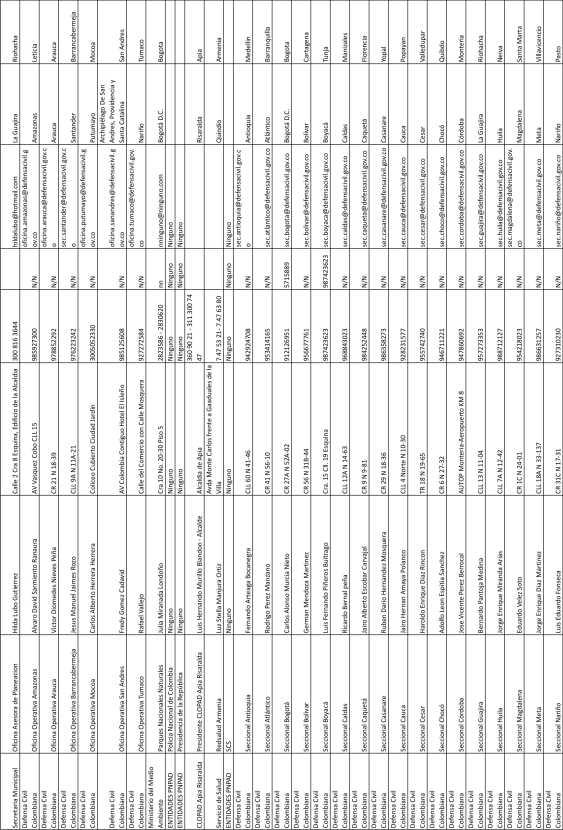 Secretaria Municipal Oficina Asesora de Planeacion Hilda Lubo Gutierrez Calle 2 Cra 8 Esquina, Edificio de la Alcaldia 300 816 3644 hildalubo@hotmail.com La Guajira Riohacha
Defensa Civil Colombiana Oficina Operativa Amazonas Alvaro David Sarmiento Ranaura AV Vasquez Cobo CLL 15 985927300 N/N oficina.amazonas@defensacivil.gov.co Amazonas Leticia
Defensa Civil Colombiana Oficina Operativa Arauca Victor Diomedes Nieves Peña CR 21 N 18-39 978852292 N/N oficina.arauca@defensacivil.gov.co Arauca Arauca
Defensa Civil Colombiana Oficina Operativa Barrancabermeja Jesus Manuel Jaimes Rozo CLL 9A N 11A-21 976223242 N/N sec.santander@defensacivil.gov.co Santander Barrancabermeja
Defensa Civil Colombiana Oficina Operativa Mocoa Carlos Alberto Herrera Herrera Coliseo Cubierto Ciudad Jardin 3005052330 N/N oficina.putumayo@defensacivil.gov.co Putumayo Mocoa
Defensa Civil Colombiana Oficina Operativa San Andres Fredy Gomez Cadavid AV Colombia Contiguo Hotel El Isleño 985125608 N/N oficina.sanandres@defensacivil.gov.co Archipiélago De San Andres, Providencia y Santa Catalina San Andres
Defensa Civil Colombiana Oficina Operativa Tumaco Rafael Vallejo Calle del Comercio con Calle Mosquera 927272584 N/N oficina.tumaco@defensacivil.gov.co Nariño Tumaco
Ministerio del Medio Ambiente Parques Nacionales Naturales Julia Miranda Londoño Cra 10 No. 20-30 Piso 5 2823586 - 2830620 nn nninguno@ninguno.com Bogotá D.C. Bogota
ENTIDADES PNPAD Policia Nacional de Colombia Ninguno Ninguno Ninguno Ninguno Ninguno
ENTIDADES PNPAD Presidencia de la República Ninguno Ninguno Ninguno Ninguno Ninguno
CLOPAD Apia Risaralda Presidente CLOPAD Apia Risaralda Luis Hernando Murillo Blandon - Alcalde Alcaldia de Apia 360 90 21 - 311 300 74 47 Risaralda Apia
Servicio de Salud Redsalud Armenia Luz Stella Manjura Ortiz Avda Monte Carlos frente a Guaduales de la Villa 7 47 53 21- 7 47 63 80 Quindío Armenia
ENTIDADES PNPAD SCS Ninguno Ninguno Ninguno Ninguno Ninguno
Defensa Civil Colombiana Seccional Antioquia Fernando Arteaga Bocanegra CLL 60 N 41-46 942924708 N/N sec.antioquia@defensacivil.gov.co Antioquia Medellin
Defensa Civil Colombiana Seccional Atlántico Rodrigo Perez Manzano CR 41 N 56-10 953414165 N/N sec.atlantico@defensacivil.gov.co Atlántico Barranquilla
Defensa Civil Colombiana Seccional Bogotá Carlos Alonso Murcia Nieto CR 27A N 52A-02 912126951 5715889 sec.bogota@defensacivil.gov.co Bogotá D.C. Bogota
Defensa Civil Colombiana Seccional Bolivar German Mendoza Martinez CR 56 N 31B-44 956677761 N/N sec.bolivar@defensacivil.gov.co Bolivar Cartagena
Defensa Civil Colombiana Seccional Boyacá Luis Fernando Piñeros Buitrago Cra. 15 Cll. 19 Esquina 987423623 987423623 sec.boyaca@defensacivil.gov.co Boyacá Tunja
Defensa Civil Colombiana Seccional Caldas Ricardo Bernal peña CLL 12A N 14-63 968843023 N/N sec.caldas@defensacivil.gov.co Caldas Manizales
Defensa Civil Colombiana Seccional Caquetá Jairo Alberto Escobar Carvajal CR 9 N 9-81 984252448 N/N sec.caqueta@defensacivil.gov.co Caquetá Florencia
Defensa Civil Colombiana Seccional Casanare Ruben Dario Hernandez Mosquera CR 29 N 18-36 986358273 N/N sec.casanare@defensacivil.gov.co Casanare Yopal
Defensa Civil Colombiana Seccional Cauca Jairo Hernan Amaya Polanco CLL 4 Norte N 10-30 928231577 N/N sec.cauca@defensacivil.gov.co Cauca Popayan
Defensa Civil Colombiana Seccional Cesar Haroldo Enrique Diaz Rincon TR 18 N 19-65 955742740 N/N sec.cesar@defensacivil.gov.co Cesar Valledupar
Defensa Civil Colombiana Seccional Chocó Adolfo Leon Espitia Sanchez CR 6 N 27-32 946711221 N/N sec.choco@defensacivil.gov.co Chocó Quibdo
Defensa Civil Colombiana Seccional Córdoba Jose Vicente Perez Berrocal AUTOP Monteria-Aeropuerto KM 8 947860692 N/N sec.cordoba@defensacivil.gov.co Córdoba Monteria
Defensa Civil Colombiana Seccional Guajira Bernardo Pantoja Medina CLL 13 N 11-04 957273353 N/N sec.guajira@defensacivil.gov.co La Guajira Riohacha
Defensa Civil Colombiana Seccional Huila Jorge Enrique Miranda Arias CLL 7A N 12-42 988712127 N/N sec.huila@defensacivil.gov.co Huila Neiva
Defensa Civil Colombiana Seccional Magdalena Eduardo Velez Soto CR 1C N 24-01 954218023 N/N sec.magdalena@defensacivil.gov.co Magdalena Santa Marta
Defensa Civil Colombiana Seccional Meta Jorge Enrique Diaz Martinez CLL 18A N 33-137 986631257 N/N sec.meta@defensacivil.gov.co Meta Villavicencio
Defensa Civil Colombiana Seccional Nariño Luis Eduardo Fonseca CR 31C N 17-31 927310230 N/N sec.nariño@defensacivil.gov.co Nariño Pasto